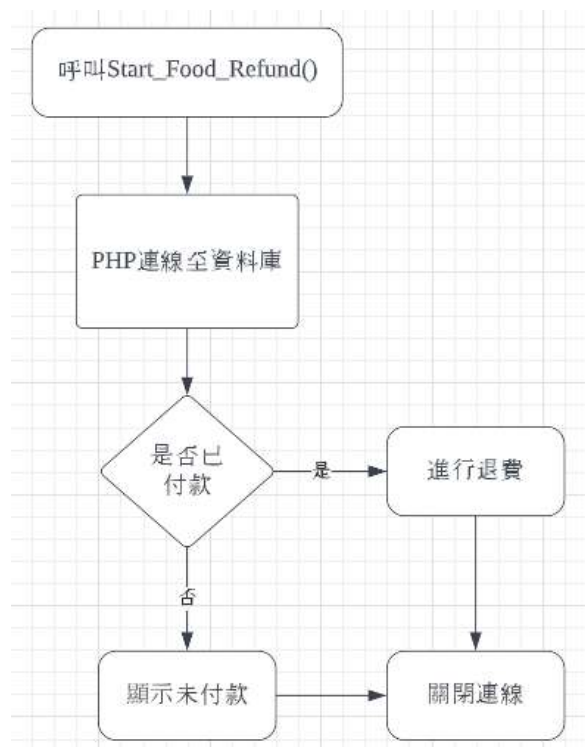 呼叫Start_Food_Refund()
PHP連線至資料庫
是否已
付款
是
進行退費
否
顯示未付款
關閉連線